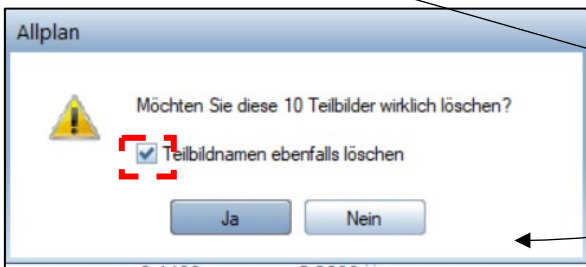 Allplan
Möchten Sie diese 10 Teilbilder wirklich löschen?
Teilbildnamen ebenfalls löschen
Ja
Nein